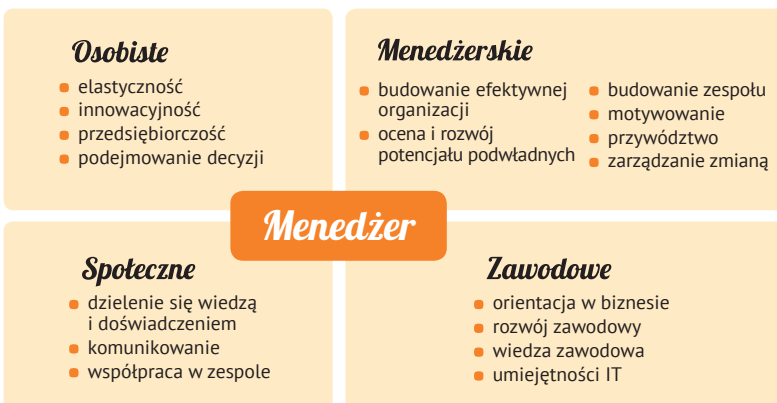 Osobiste
elastyczność
innowacyjność
przedsiębiorczość
podejmowanie decyzji
Menedżerskie
budowanie efektywnej
organizacji
ocena i rozwój
potencjału podwładnych
budowanie zespołu
motywowanie
przywództwo
zarządzanie zmianą
Menedżer
Społeczne
dzielenie się wiedzą
i doświadczeniem
komunikowanie
współpraca w zespole
Zawodowe
orientacja w biznesie
rozwój zawodowy
wiedza zawodowa
umiejętności IT